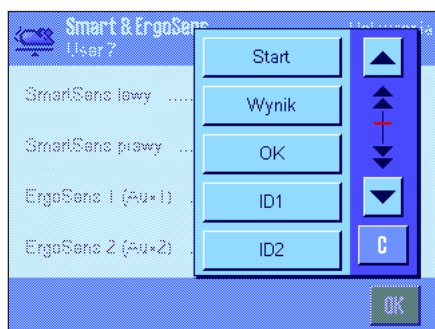 Smart & ErgoSens
User 7
Start
SmartSens lewy .....
Wynik
SmartSens prawy ...
OK
ErgoSens 1 (Aux1) .
ID1
ErgoSens 2 (Aux2) .
ID2
C
OK